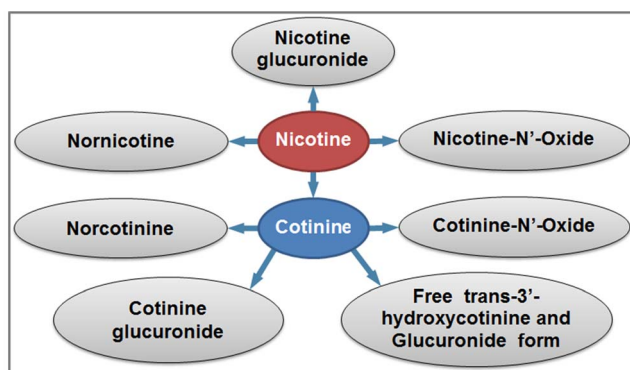 Nicotine
glucuronide
Nornicotine
Nicotine
Nicotine-N’-Oxide
Norcotinine
Cotinine
Cotinine-N’-Oxide
Cotinine
glucuronide
Free trans-3’-
hydroxycotinine and
Glucuronide form